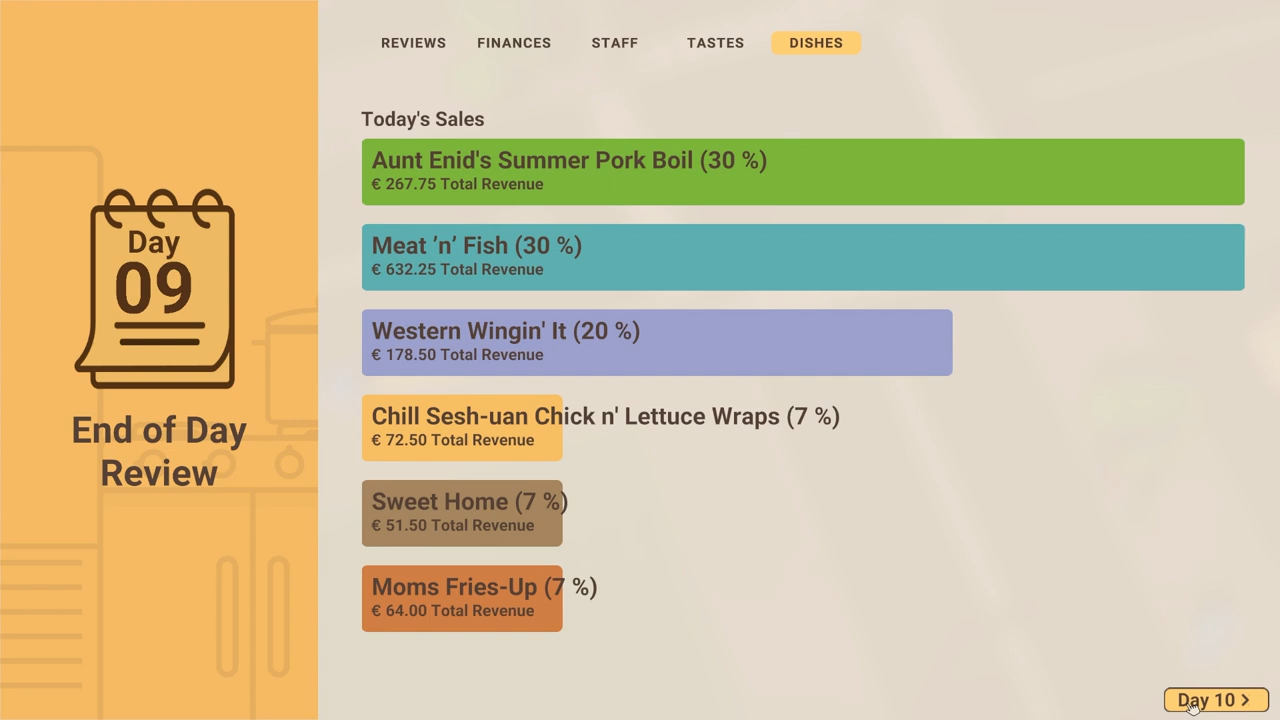 REVIEWS FINANCES STAFF TASTES DISHES
Day
09
End of Day
Review
Today's Sales
Aunt Enid's Summer Pork Boil (30 %)
€ 267.75 Total Revenue
Meat ’n’ Fish (30 %)
€ 632.25 Total Revenue
Western Wingin' It (20 %)
€ 178.50 Total Revenue
Chill Sesh-uan Chick n' Lettuce Wraps (7 %)
€ 72.50 Total Revenue
Sweet Home (7 %)
€ 51.50 Total Revenue
Moms Fries-Up (7 %)
€ 64.00 Total Revenue
Day 10 >